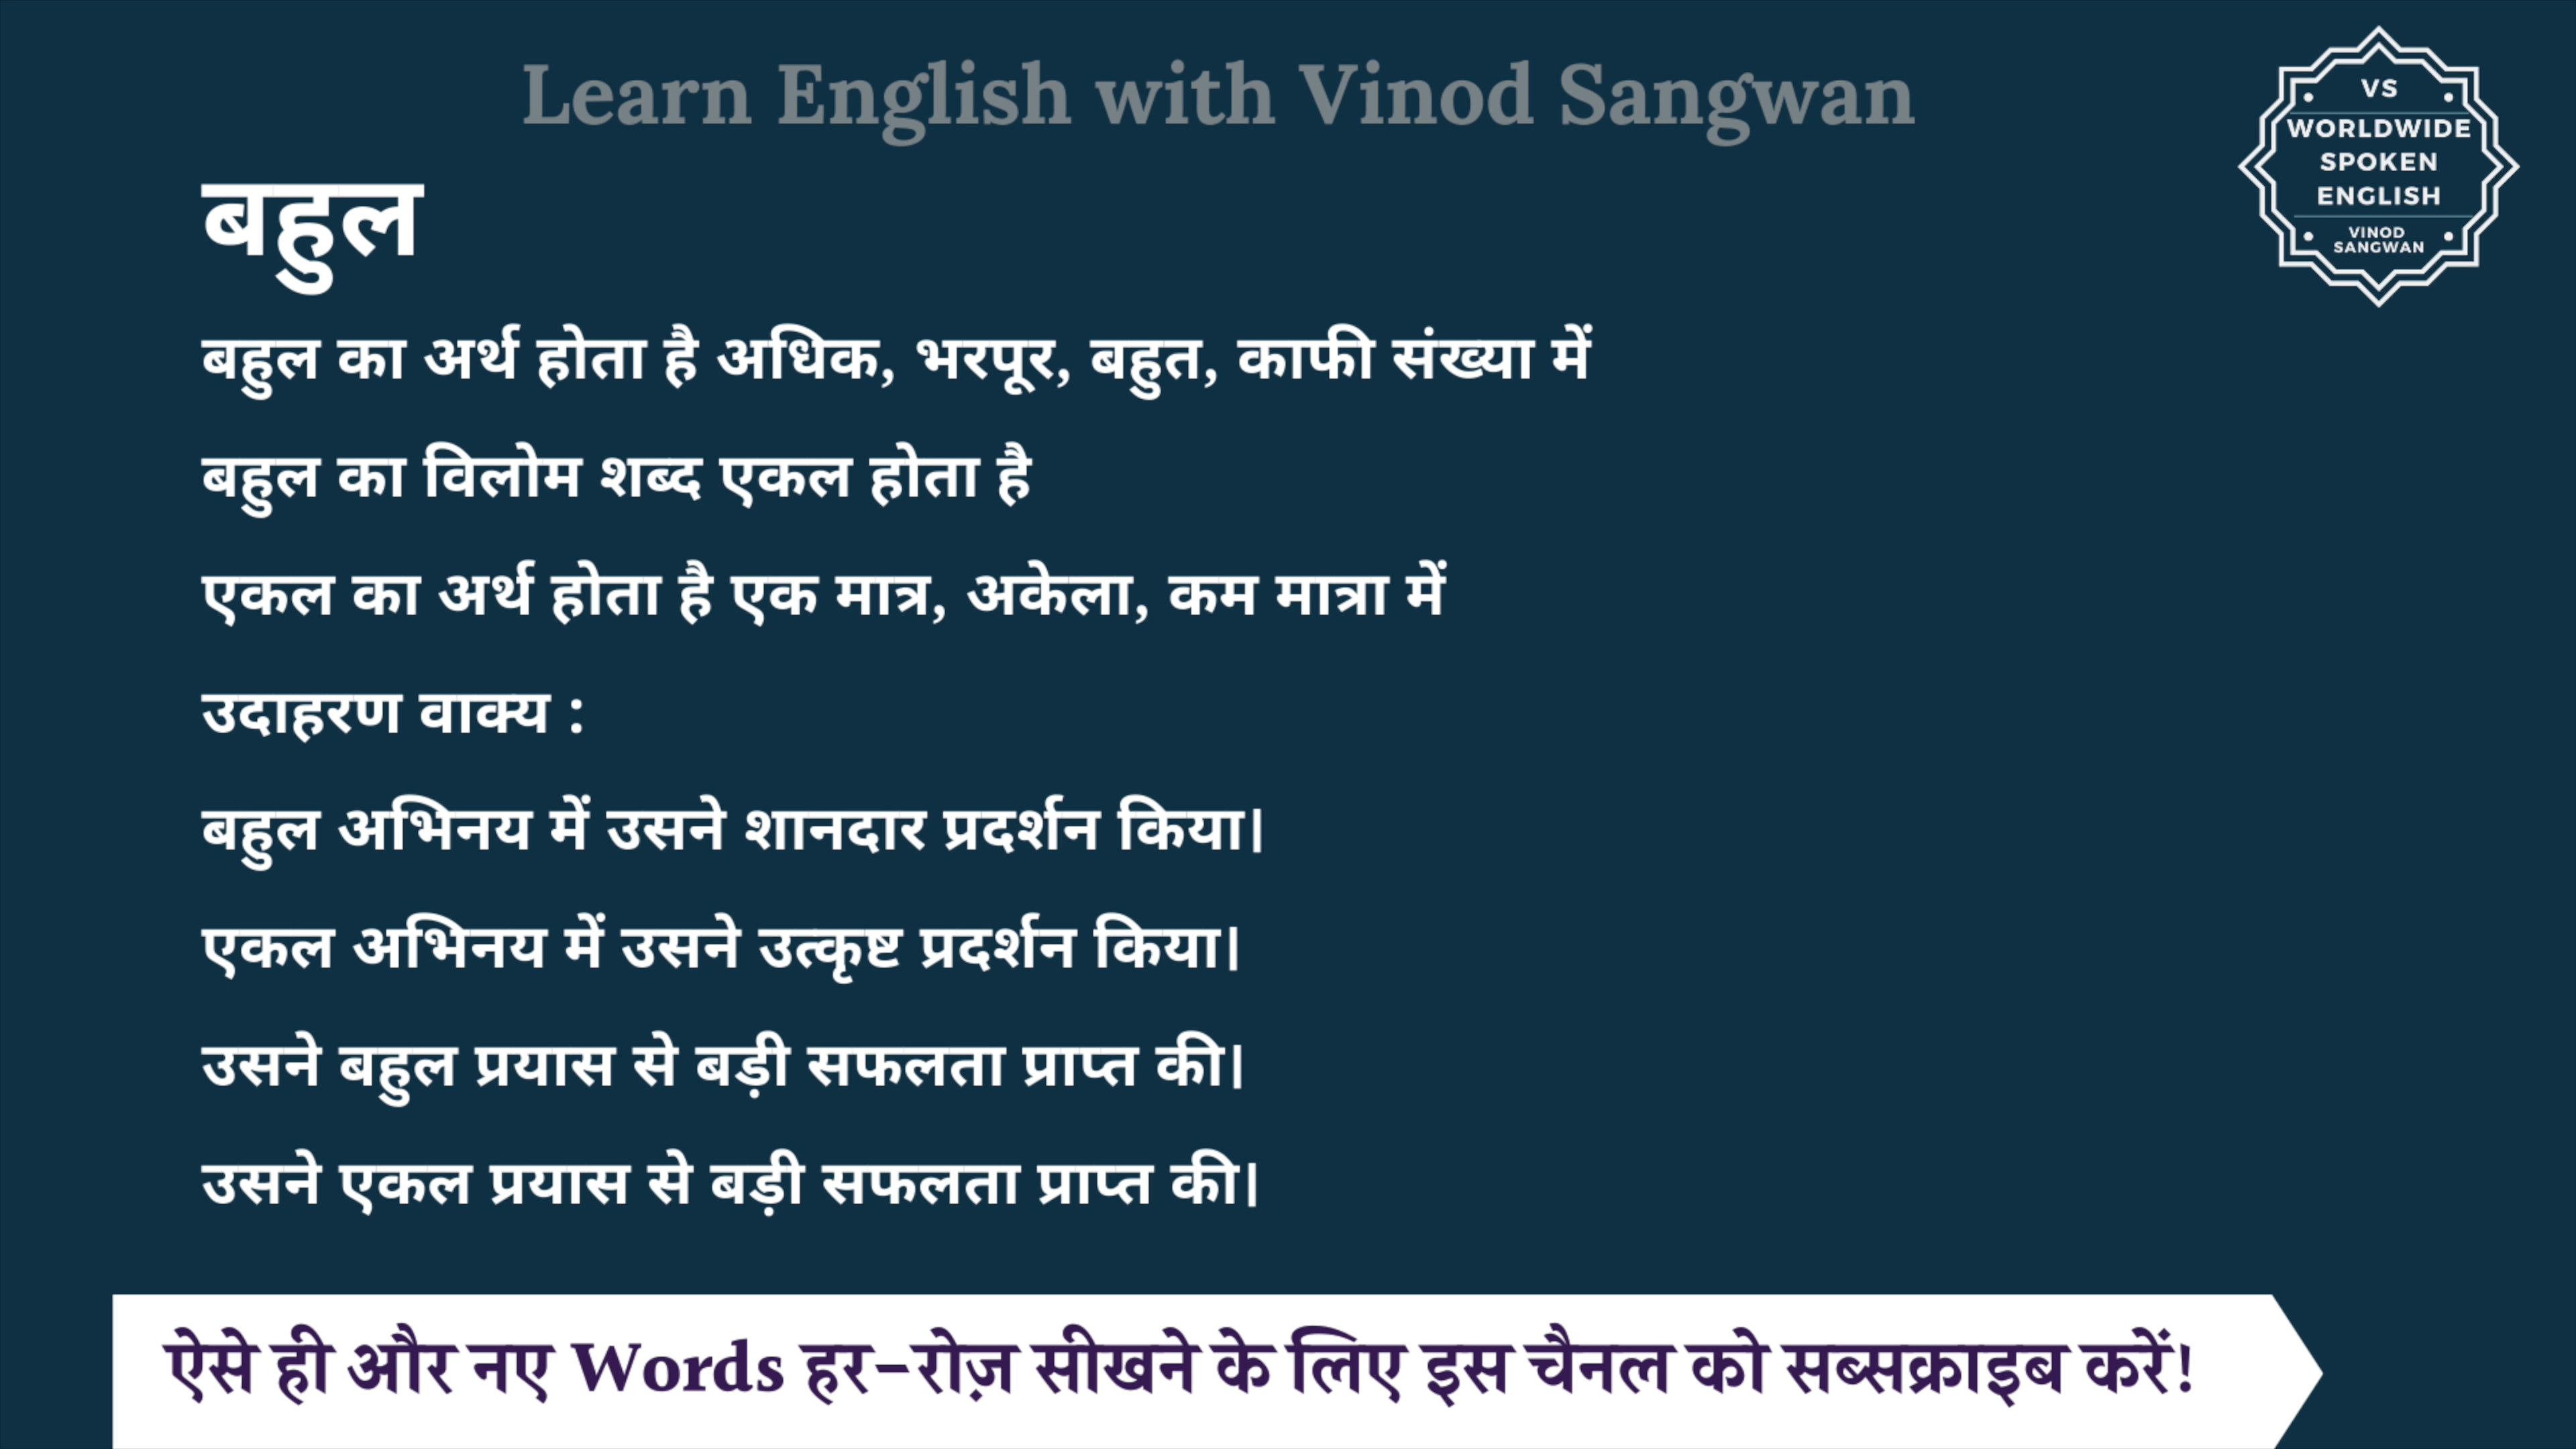 Learn English with Vinod Sangwan
VS
WORLDWIDE
SPOKEN
ENGLISH
VINOD
SANGWAN
बहुल
बहुल का अर्थ होता है अधिक, भरपूर, बहुत, काफी संख्या में
बहुल का विलोम शब्द एकल होता है
एकल का अर्थ होता है एक मात्र, अकेला, कम मात्रा में
उदाहरण वाक्य :
बहुल अभिनय में उसने शानदार प्रदर्शन किया।
एकल अभिनय में उसने उत्कृष्ट प्रदर्शन किया।
उसने बहुल प्रयास से बड़ी सफलता प्राप्त की।
उसने एकल प्रयास से बड़ी सफलता प्राप्त की।
ऐसे ही और नए Words हर-रोज़ सीखने के लिए इस चैनल को सब्सक्राइब करें!